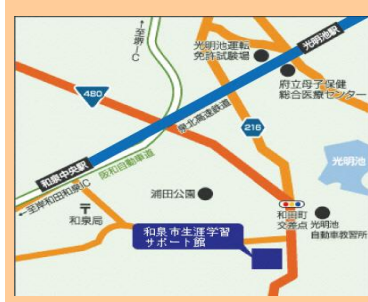 ←至堺IC
光明池運転
免許試験場
光明池駅
府立母子保健
総合医療センター
480
216
泉北高速鉄道
和泉中央駅
阪和自動車道
光明池
←至岸和田和泉IC
〒
和泉局
浦田公園
和田町
交差点
光明池
自動車教習所
和泉市生涯学習
サポート館